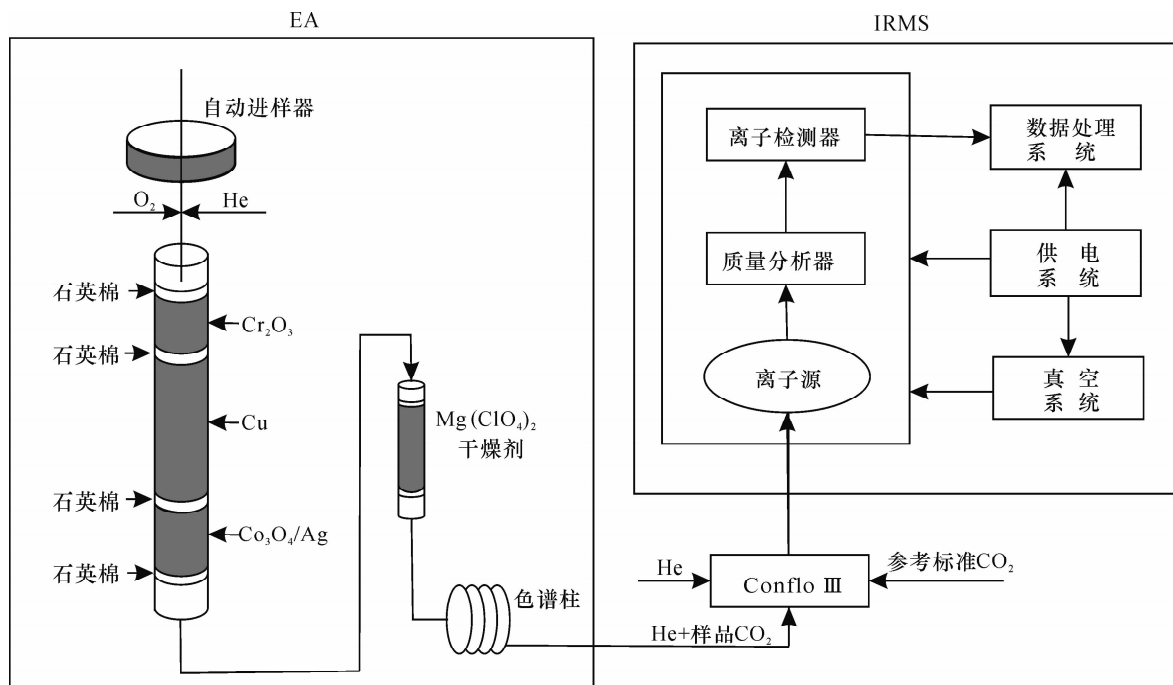 EA
自动进样器
O₂
He
石英棉
Cr₂O₃
石英棉
Cu
石英棉
Co₃O₄/Ag
石英棉
Mg(ClO₄)₂
干燥剂
色谱柱
He+样品CO₂
IRMS
离子检测器
数据处理
系 统
质量分析器
供 电
系 统
离子源
真 空
系 统
He
Conflo Ⅲ
参考标准CO₂